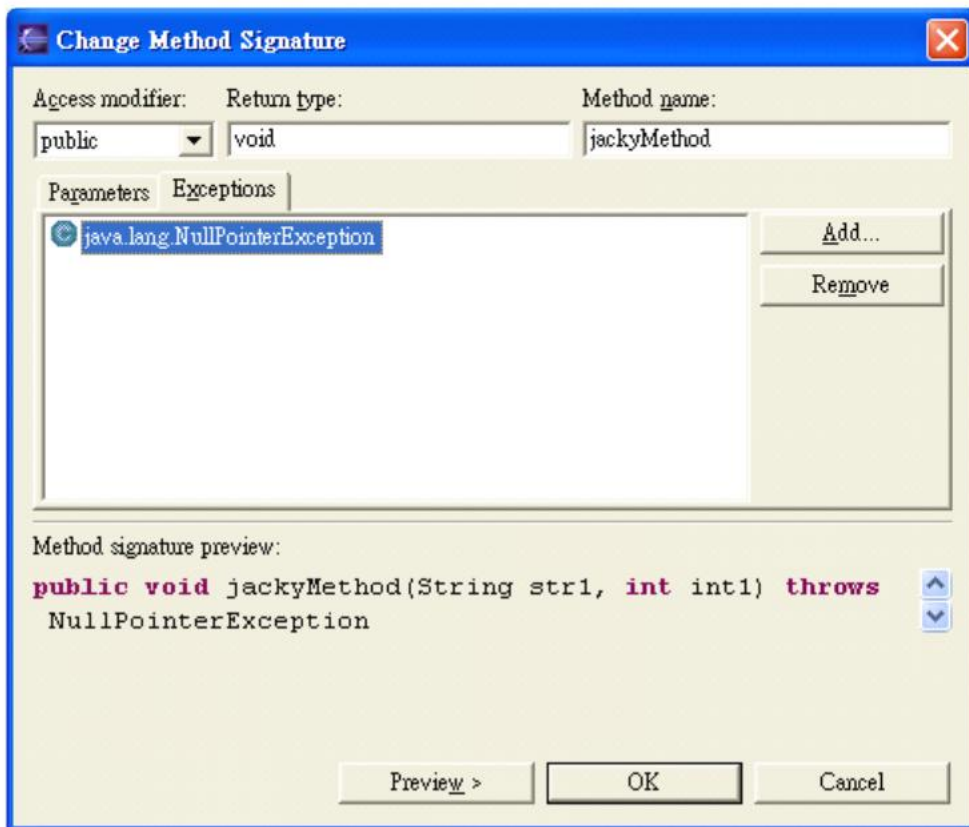 Change Method Signature
Access modifier: Return type: Method name:
public void jackyMethod
Parameters Exceptions
java.lang.NullPointerException
Add...
Remove
Method signature preview:
public void jackyMethod(String str1, int int1) throws
NullPointerException
Preview > OK Cancel